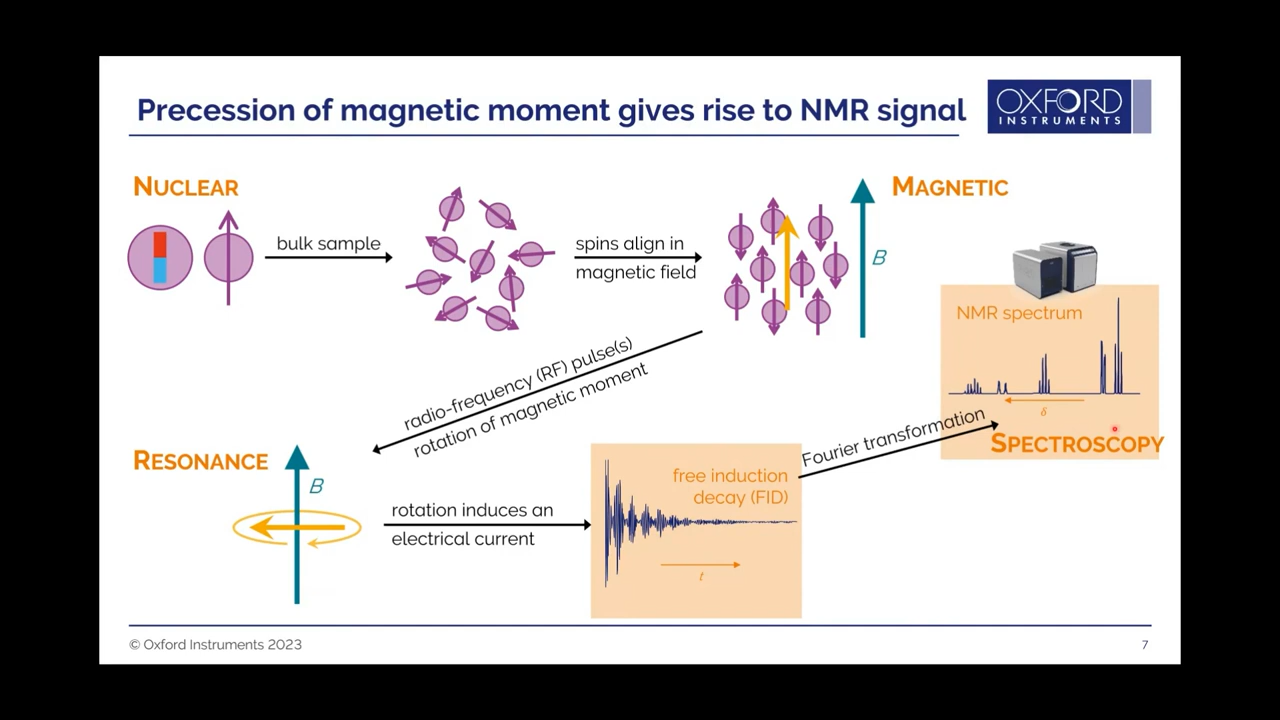 Precession of magnetic moment gives rise to NMR signal
OXFORD
INSTRUMENTS
NUCLEAR
bulk sample
spins align in
magnetic field
B
MAGNETIC
NMR spectrum
δ
SPECTROSCOPY
radio-frequency (RF) pulse(s)
rotation of magnetic moment
RESONANCE
B
rotation induces an
electrical current
free induction
decay (FID)
t
Fourier transformation
© Oxford Instruments 2023
7